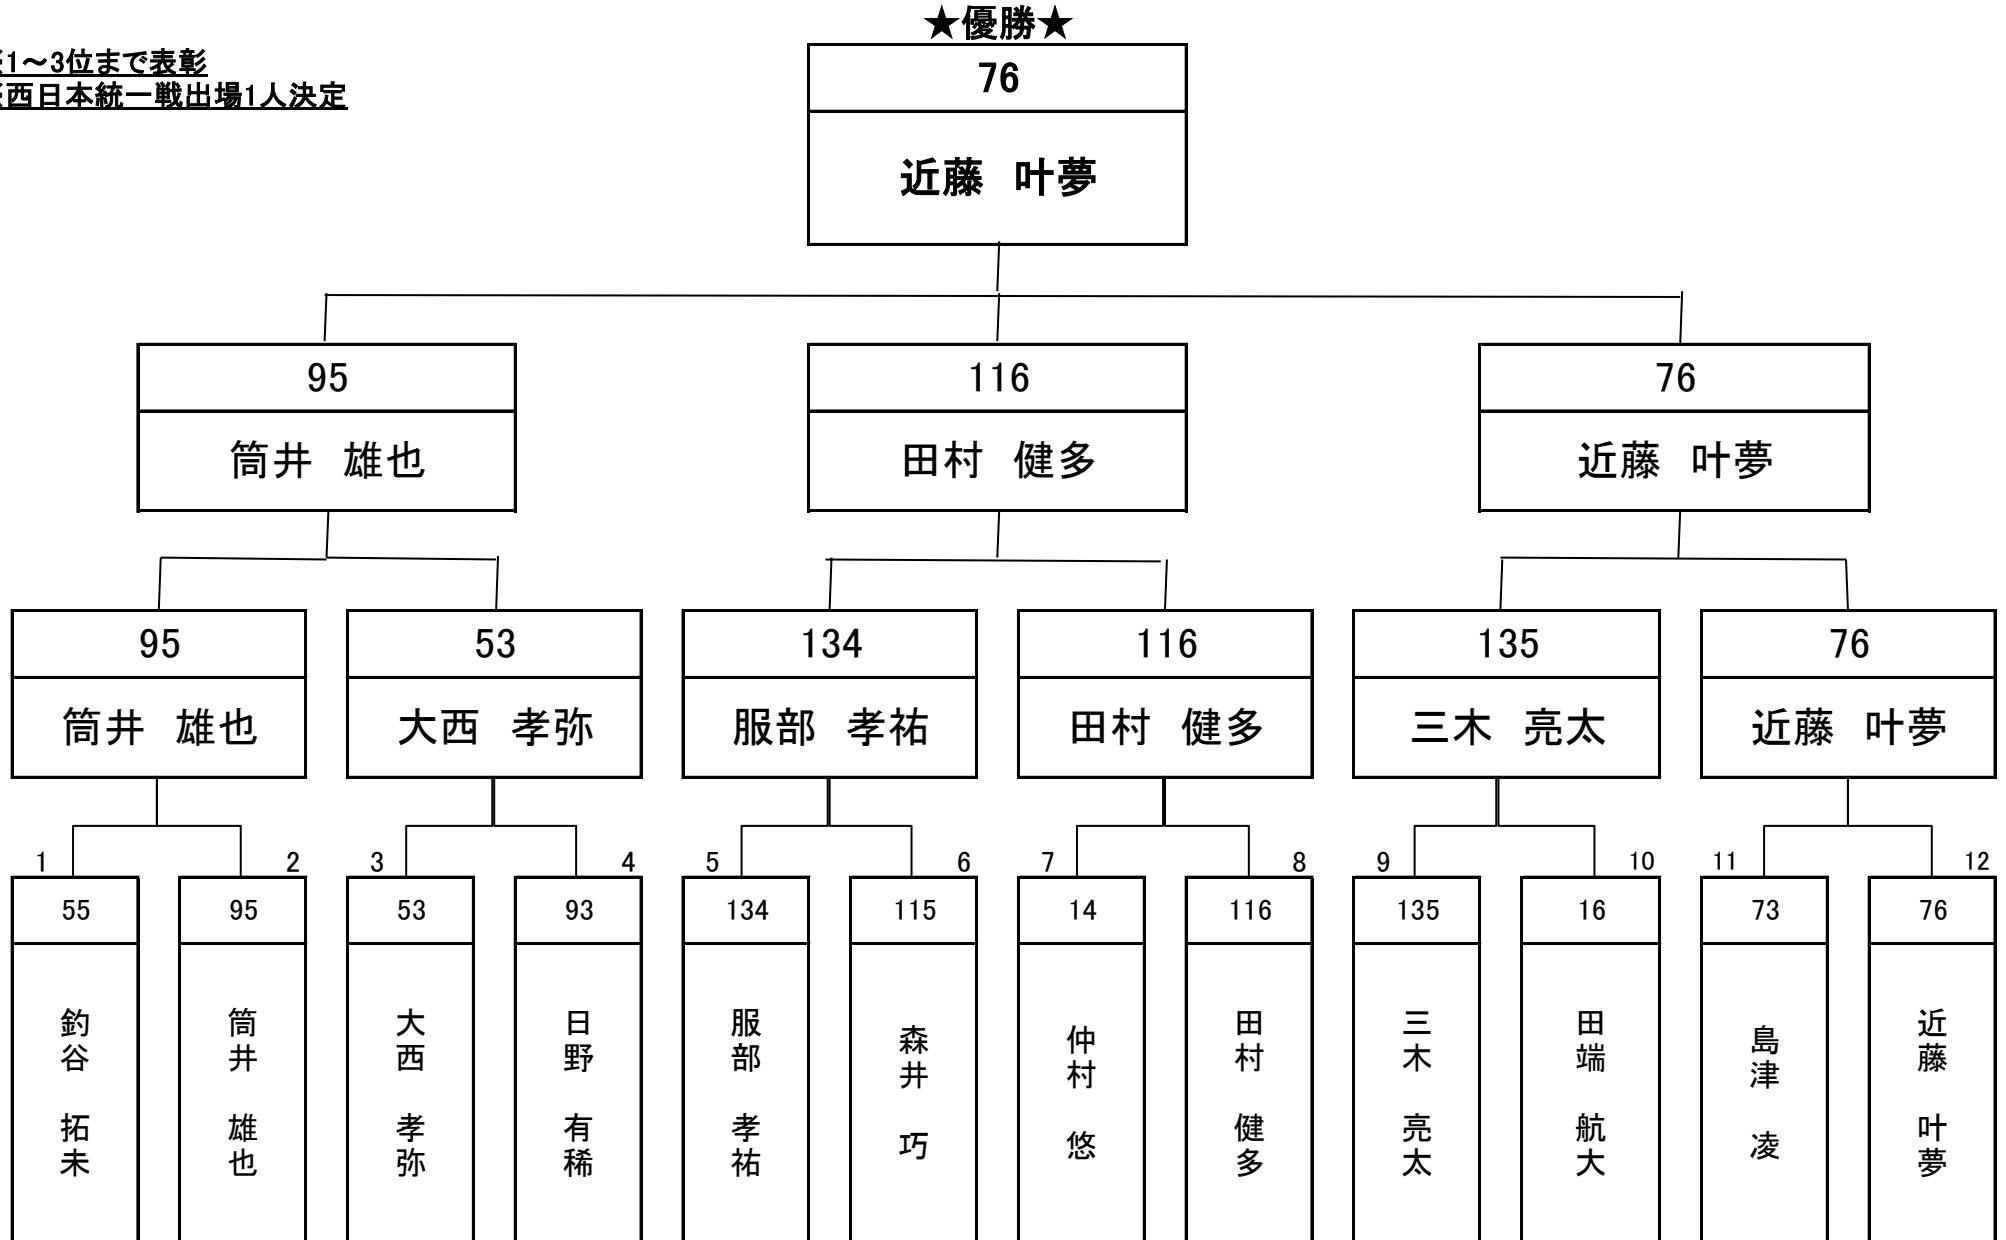 ★優勝★
※1～3位まで表彰
※西日本統一戦出場1人決定
76
近藤　叶夢
95
116
76
筒井　雄也
田村　健多
近藤　叶夢
95
53
134
116
135
76
筒井　雄也
大西　孝弥
服部　孝祐
田村　健多
三木　亮太
近藤　叶夢
1
2
3
4
5
6
7
8
9
10
11
12
55
95
53
93
134
115
14
116
135
16
73
76
釣谷　拓未
筒井　雄也
大西　孝弥
日野　有稀
服部　孝祐
森井　巧
仲村　悠
田村　健多
三木　亮太
田端　航大
島津　凌
近藤　叶夢